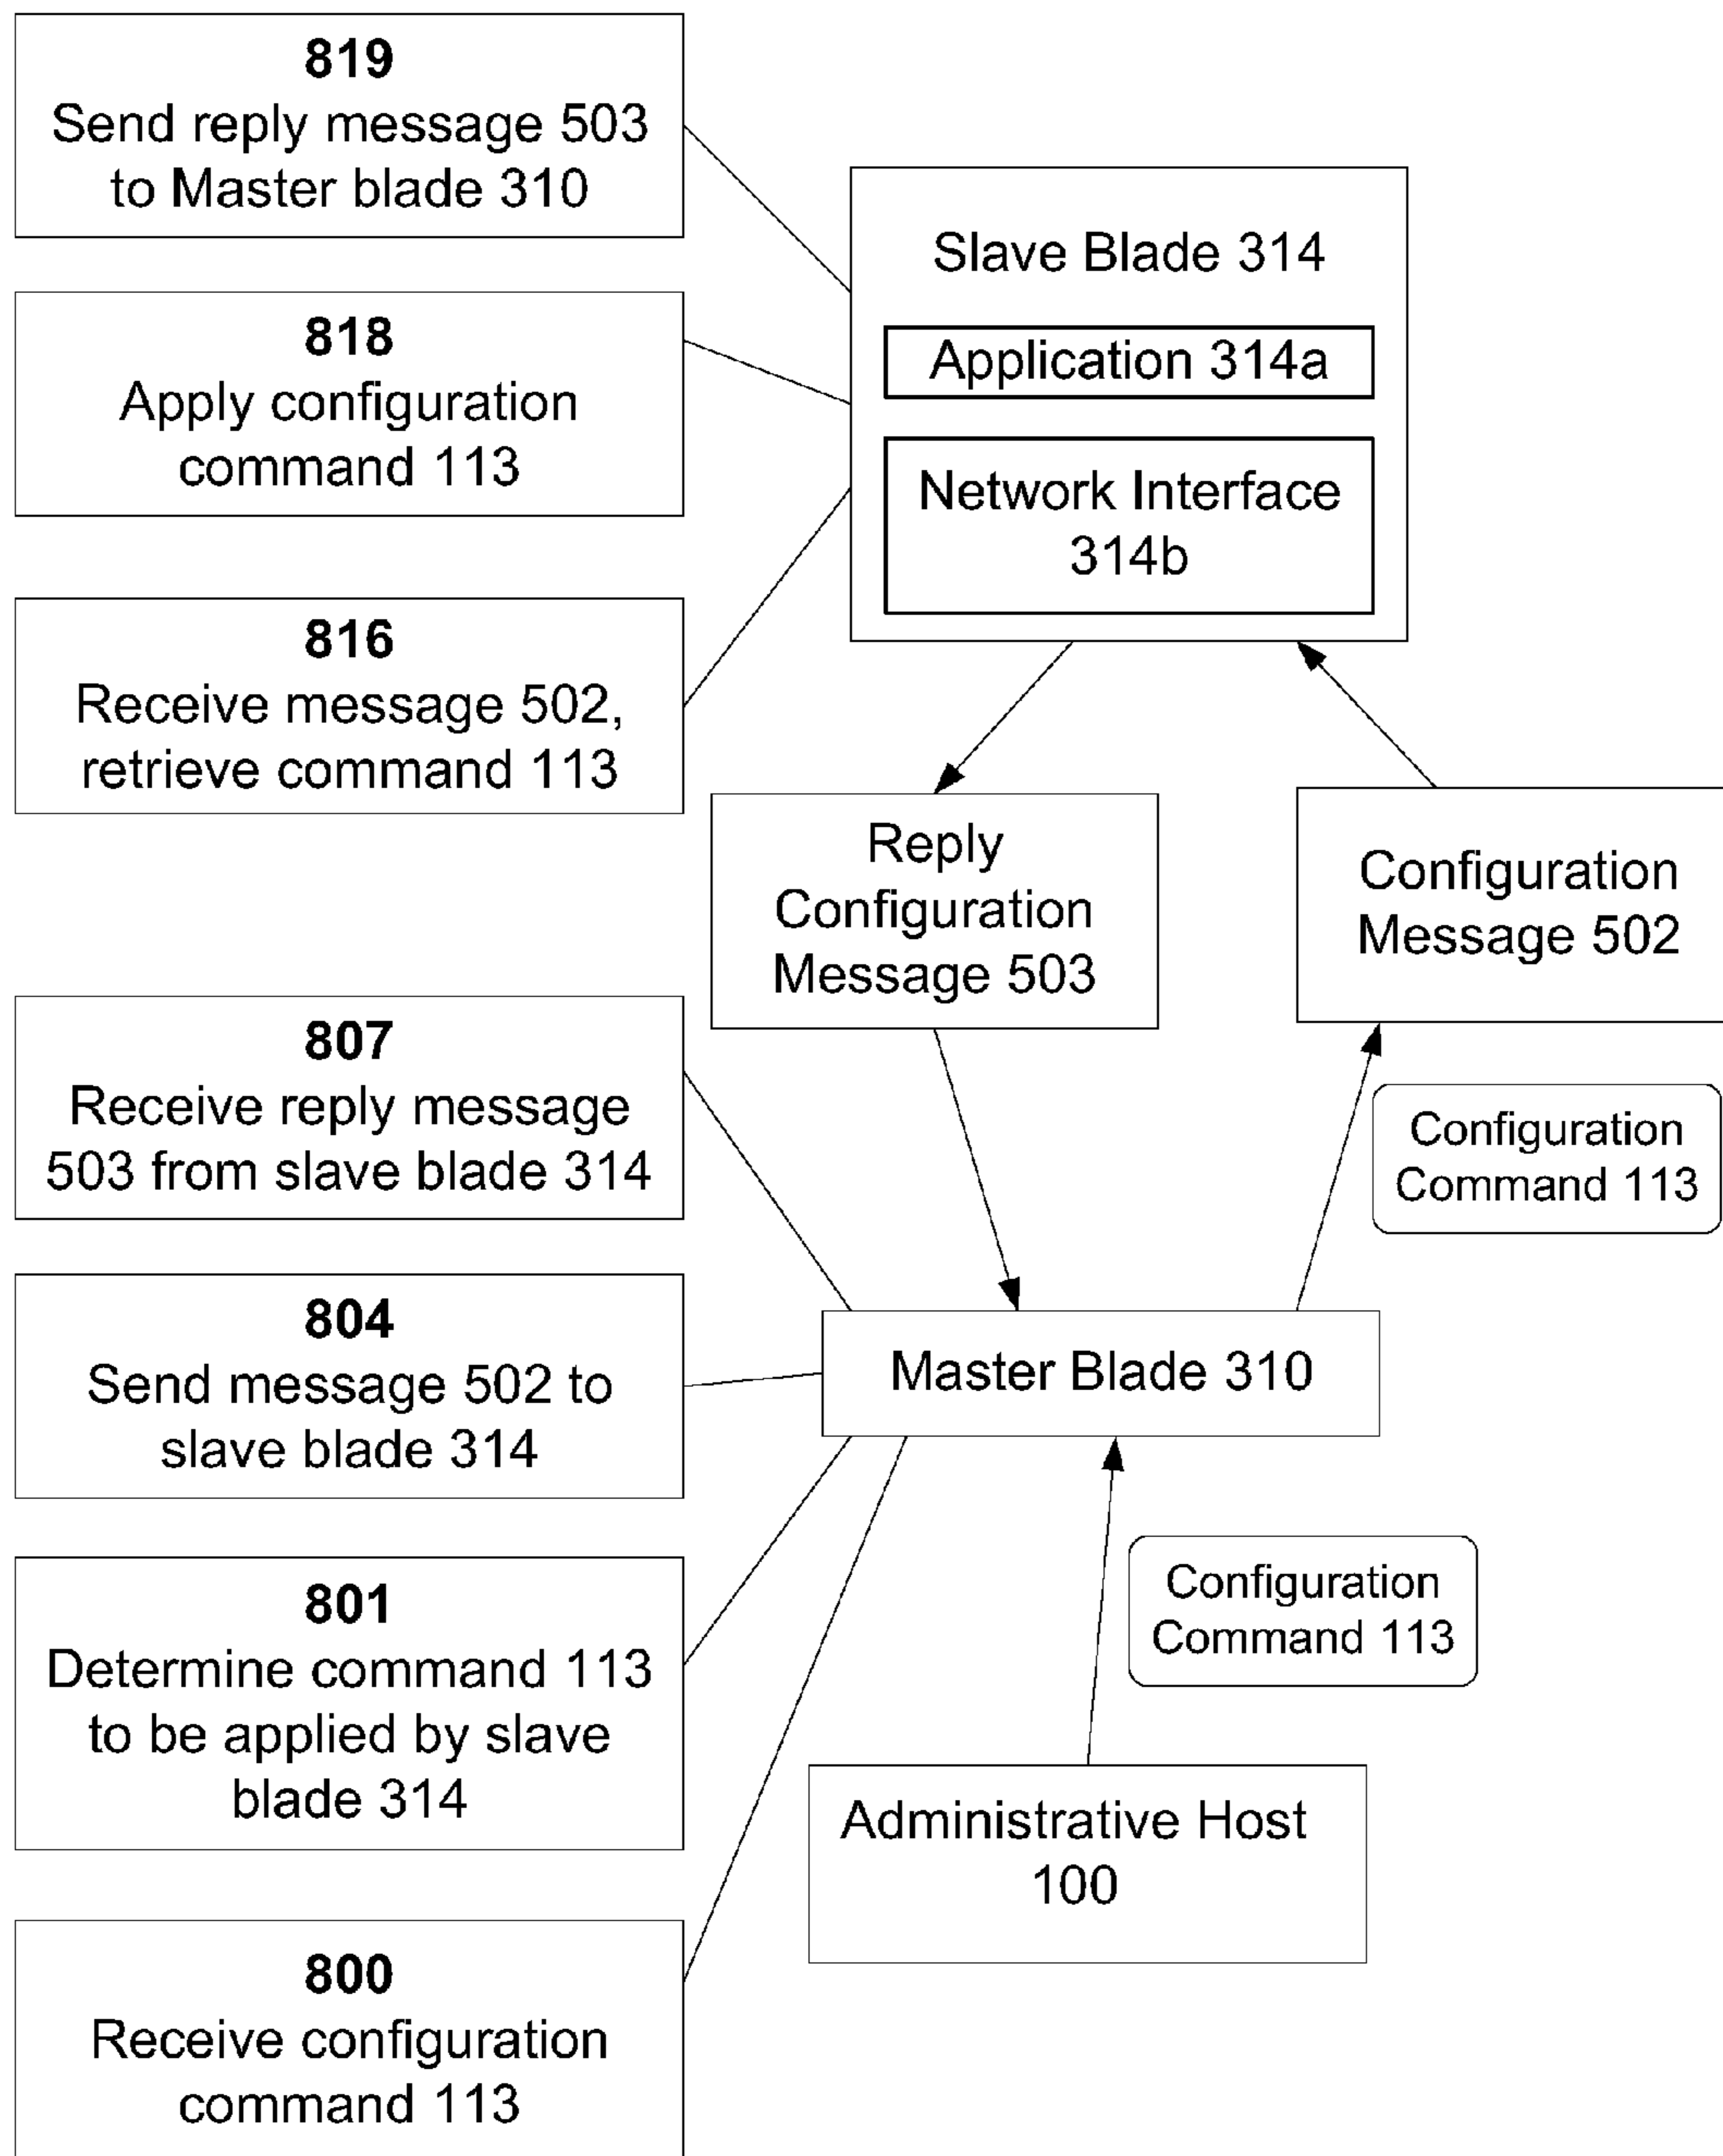 819
Send reply message 503
to Master blade 310
818
Apply configuration
command 113
816
Receive message 502,
retrieve command 113
807
Receive reply message
503 from slave blade 314
804
Send message 502 to
slave blade 314
801
Determine command 113
to be applied by slave
blade 314
800
Receive configuration
command 113
Slave Blade 314
Application 314a
Network Interface
314b
Reply
Configuration
Message 503
Configuration
Message 502
Configuration
Command 113
Master Blade 310
Configuration
Command 113
Administrative Host
100